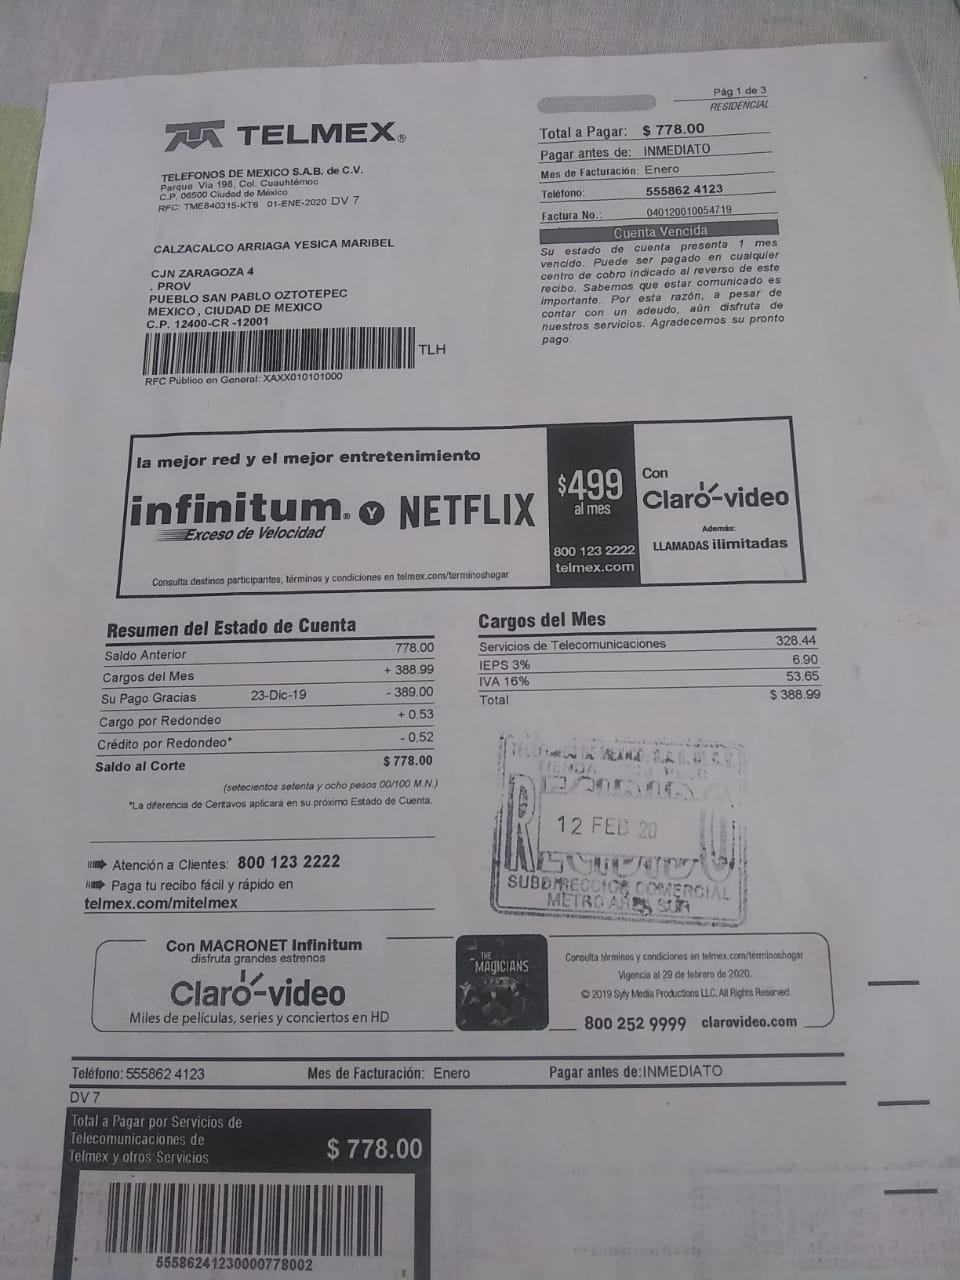 Pág 1 de 3
RESIDENCIAL
TELMEX®
TELEFONOS DE MEXICO S.A.B. de C.V.
Parque Vía 198, Col. Cuauhtémoc
C.P. 06500 Ciudad de México
RFC: TME840315-KT6 01-ENE-2020 DV 7
Total a Pagar: $ 778.00
Pagar antes de: INMEDIATO
Mes de Facturación: Enero
Teléfono: 555862 4123
Factura No.: 040120010054719
Cuenta Vencida
Su estado de cuenta presenta 1 mes
vencido. Puede ser pagado en cualquier
centro de cobro indicado al reverso de este
recibo. Sabemos que estar comunicado es
importante. Por esta razón, a pesar de
contar con un adeudo, aún disfruta de
nuestros servicios. Agradecemos su pronto
pago.
CALZACALCO ARRIAGA YESICA MARIBEL
CJN ZARAGOZA 4
. PROV
PUEBLO SAN PABLO OZTOTEPEC
MEXICO , CIUDAD DE MEXICO
C.P. 12400-CR -12001
TLH
RFC Público en General: XAXX010101000
la mejor red y el mejor entretenimiento
infinitum® Y NETFLIX
Exceso de Velocidad
Consulta destinos participantes, términos y condiciones en telmex.com/terminoshogar
$499
al mes
800 123 2222
telmex.com
Con
Claro-video
Además:
LLAMADAS ilimitadas
Resumen del Estado de Cuenta
Saldo Anterior 778.00
Cargos del Mes + 388.99
Su Pago Gracias 23-Dic-19 - 389.00
Cargo por Redondeo + 0.53
Crédito por Redondeo* - 0.52
Saldo al Corte $ 778.00
(setecientos setenta y ocho pesos 00/100 M.N.)
*La diferencia de Centavos aplicará en su próximo Estado de Cuenta.
Cargos del Mes
Servicios de Telecomunicaciones 328.44
IEPS 3% 6.90
IVA 16% 53.65
Total $ 388.99
TIENDA
12 FEB 20
RECIBIDO
SUBDIRECCION COMERCIAL
METRO AREA SUR
Atención a Clientes: 800 123 2222
Paga tu recibo fácil y rápido en
telmex.com/mitelmex
Con MACRONET Infinitum
disfruta grandes estrenos
Claro-video
Miles de películas, series y conciertos en HD
THE
MAGICIANS
Consulta términos y condiciones en telmex.com/términoshogar
Vigencia al 29 de febrero de 2020.
© 2019 Syfy Media Productions LLC. All Rights Reserved.
800 252 9999 clarovideo.com
Teléfono: 555862 4123 Mes de Facturación: Enero Pagar antes de:INMEDIATO
DV 7
Total a Pagar por Servicios de
Telecomunicaciones de
Telmex y otros Servicios
$ 778.00
55586241230000778002